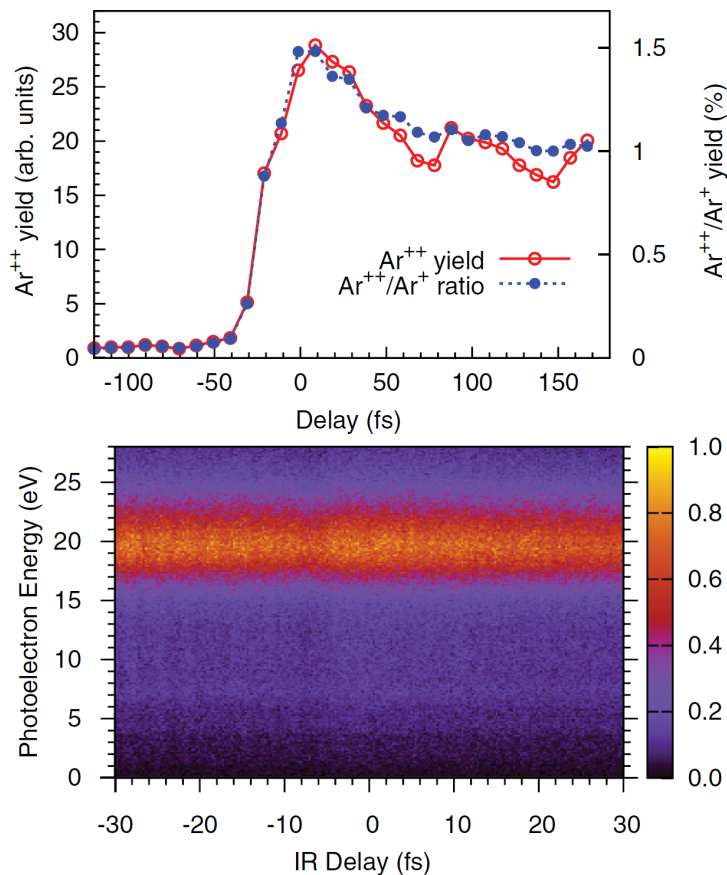 30
25
20
15
10
5
0
Ar++ yield (arb. units)
1.5
1
0.5
0
Ar++/Ar+ yield (%)
Ar++ yield
Ar++/Ar+ ratio
-100 -50 0 50 100 150
Delay (fs)
25
20
15
10
5
0
Photoelectron Energy (eV)
1.0
0.8
0.6
0.4
0.2
0.0
-30 -20 -10 0 10 20 30
IR Delay (fs)